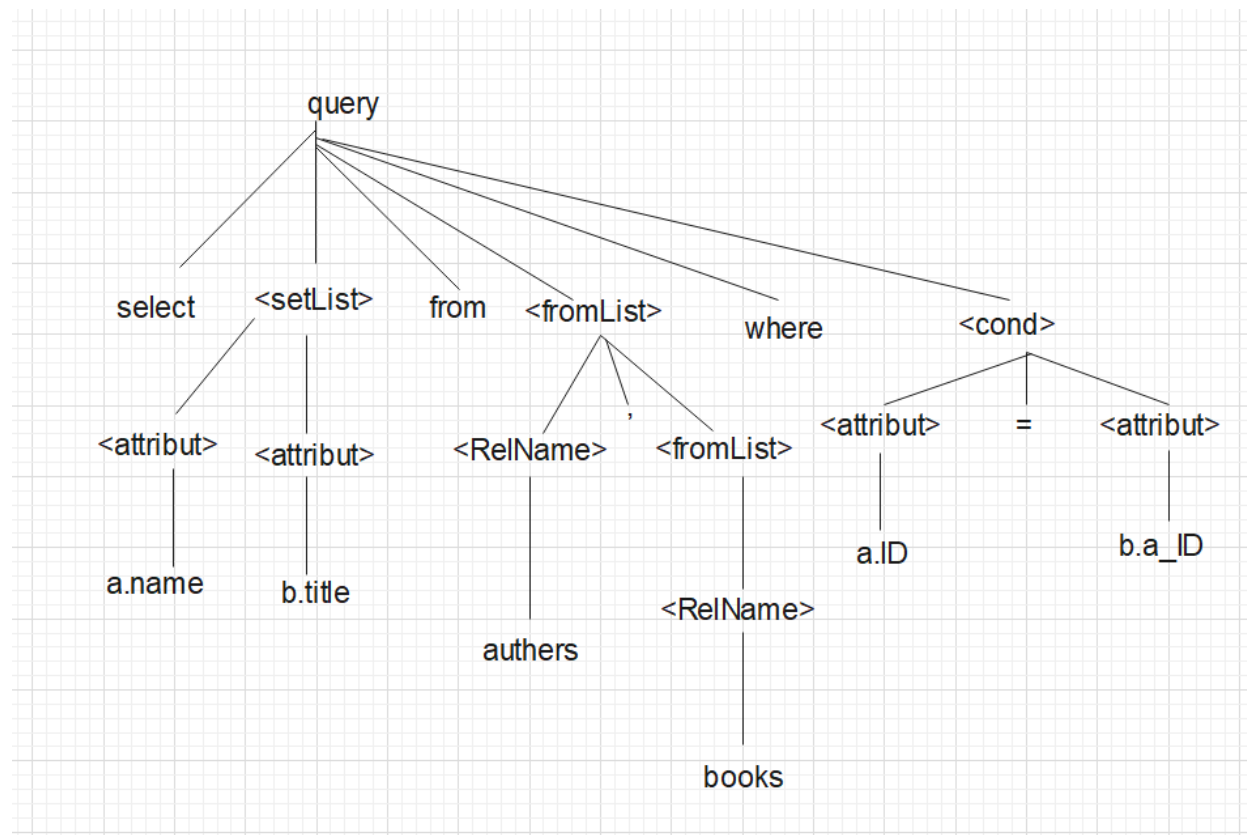 query
select <setList> from <fromList> where <cond>
<attribut> <attribut> <RelName> , <fromList> <attribut> = <attribut>
a.name b.title authers <RelName> a.ID b.a_ID
books